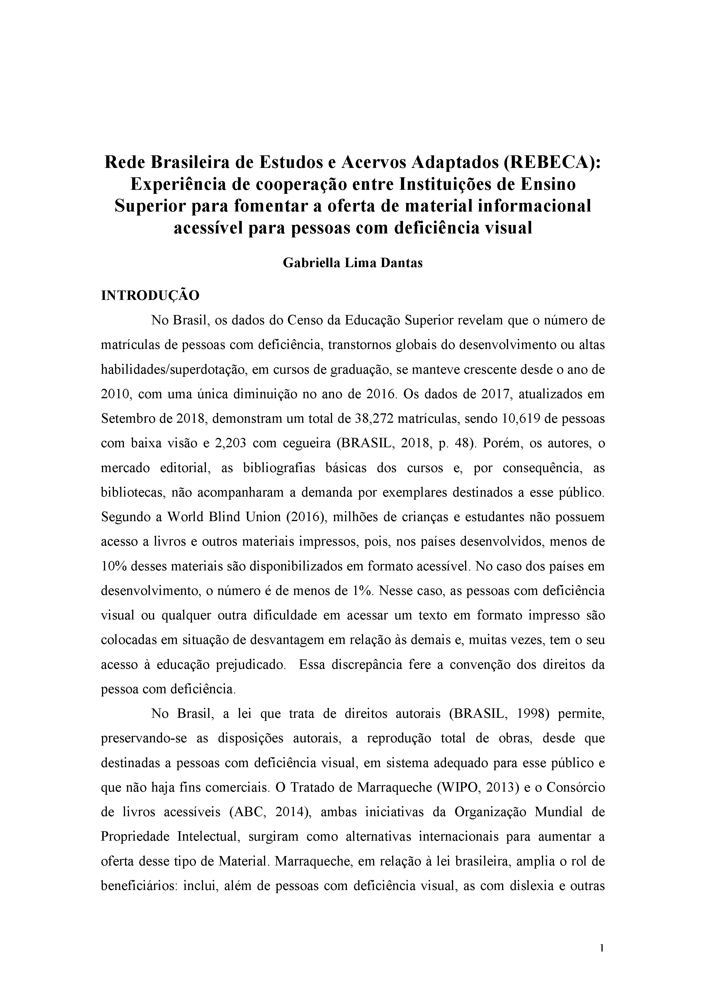 Rede Brasileira de Estudos e Acervos Adaptados (REBECA):
Experiência de cooperação entre Instituições de Ensino
Superior para fomentar a oferta de material informacional
acessível para pessoas com deficiência visual
Gabriella Lima Dantas
INTRODUÇÃO
No Brasil, os dados do Censo da Educação Superior revelam que o número de
matrículas de pessoas com deficiência, transtornos globais do desenvolvimento ou altas
habilidades/superdotação, em cursos de graduação, se manteve crescente desde o ano de
2010, com uma única diminuição no ano de 2016. Os dados de 2017, atualizados em
Setembro de 2018, demonstram um total de 38,272 matrículas, sendo 10,619 de pessoas
com baixa visão e 2,203 com cegueira (BRASIL, 2018, p. 48). Porém, os autores, o
mercado editorial, as bibliografias básicas dos cursos e, por consequência, as
bibliotecas, não acompanharam a demanda por exemplares destinados a esse público.
Segundo a World Blind Union (2016), milhões de crianças e estudantes não possuem
acesso a livros e outros materiais impressos, pois, nos países desenvolvidos, menos de
10% desses materiais são disponibilizados em formato acessível. No caso dos países em
desenvolvimento, o número é de menos de 1%. Nesse caso, as pessoas com deficiência
visual ou qualquer outra dificuldade em acessar um texto em formato impresso são
colocadas em situação de desvantagem em relação às demais e, muitas vezes, tem o seu
acesso à educação prejudicado. Essa discrepância fere a convenção dos direitos da
pessoa com deficiência.
No Brasil, a lei que trata de direitos autorais (BRASIL, 1998) permite,
preservando-se as disposições autorais, a reprodução total de obras, desde que
destinadas a pessoas com deficiência visual, em sistema adequado para esse público e
que não haja fins comerciais. O Tratado de Marraqueche (WIPO, 2013) e o Consórcio
de livros acessíveis (ABC, 2014), ambas iniciativas da Organização Mundial de
Propriedade Intelectual, surgiram como alternativas internacionais para aumentar a
oferta desse tipo de Material. Marraqueche, em relação à lei brasileira, amplia o rol de
beneficiários: inclui, além de pessoas com deficiência visual, as com dislexia e outras
1